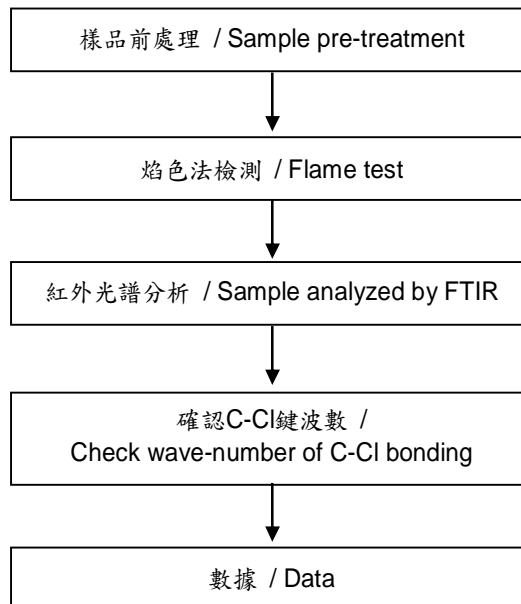 樣品前處理 / Sample pre-treatment
焰色法檢測 / Flame test
紅外光譜分析 / Sample analyzed by FTIR
確認C-Cl鍵波數 /
Check wave-number of C-Cl bonding
數據 / Data